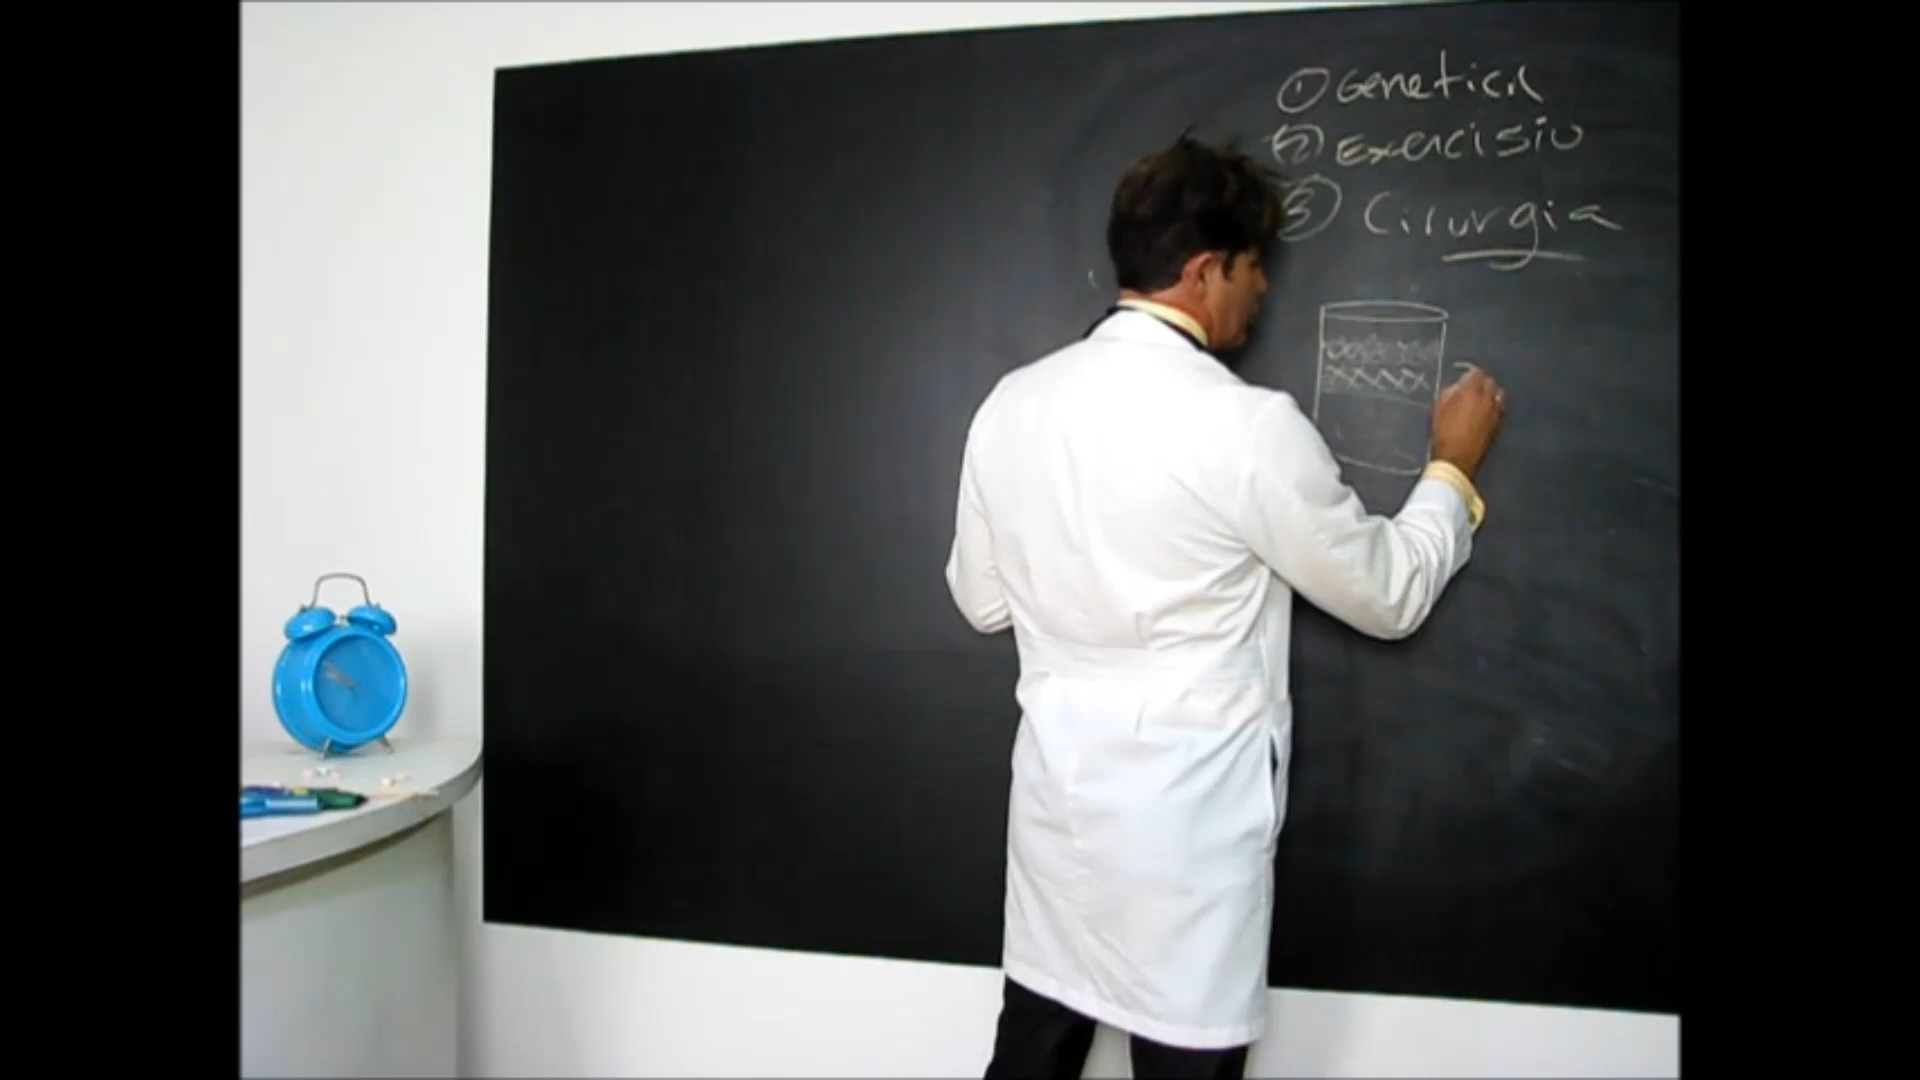 ① Genetica
② Exercisio
③ Cirurgia